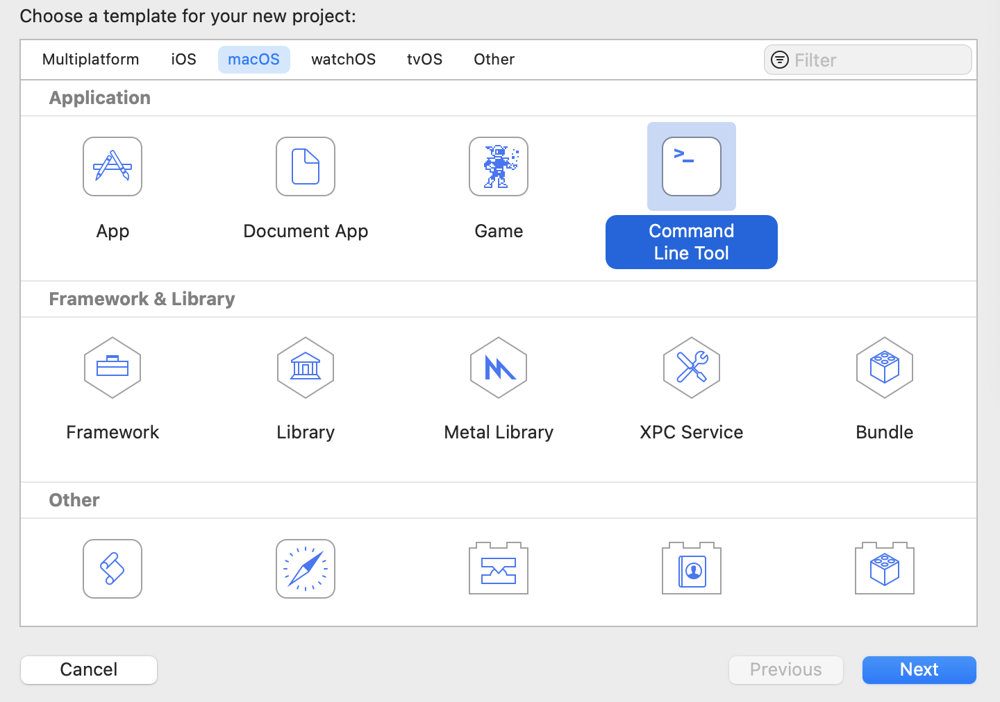 Choose a template for your new project:
Multiplatform iOS macOS watchOS tvOS Other Filter
Application
>_
App Document App Game Command
Line Tool
Framework & Library
Framework Library Metal Library XPC Service Bundle
Other
Cancel Previous Next